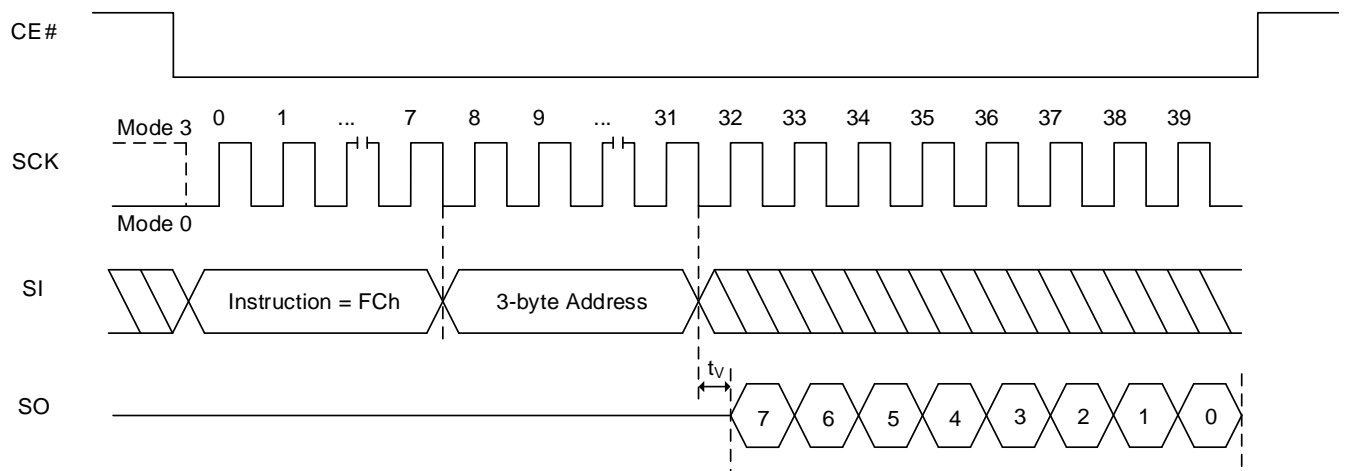 CE#
Mode 3 0 1 ... 7 8 9 ... 31 32 33 34 35 36 37 38 39
SCK
Mode 0
SI Instruction = FCh 3-byte Address
tV
SO 7 6 5 4 3 2 1 0